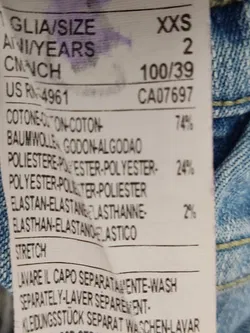 TAGLIA/SIZE XXS
ANNI/YEARS 2
CM/INCH 100/39
US RN 4961 CA07697
COTONE-COTTON-COTON- 74%
BAUMWOLLE-ALGODON-ALGODAO
POLIESTERE-POLYESTER-POLYESTER- 24%
POLYESTER-POLIESTER-POLIESTER
ELASTAN-ELASTANE-ELASTHANNE- 2%
ELASTHAN-ELASTANO-ELASTICO
STRETCH
LAVARE IL CAPO SEPARATAMENTE-WASH
SEPARATELY-LAVER SEPAREMENT-
KLEIDUNGSSTÜCK SEPARAT WASCHEN-LAVAR